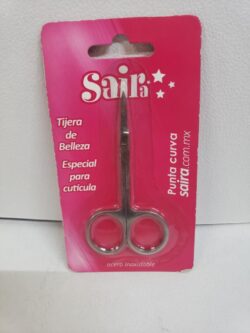 Saira
Tijera
de
Belleza
Especial
para
cutícula
Punta curva
saira.com.mx
acero inoxidable